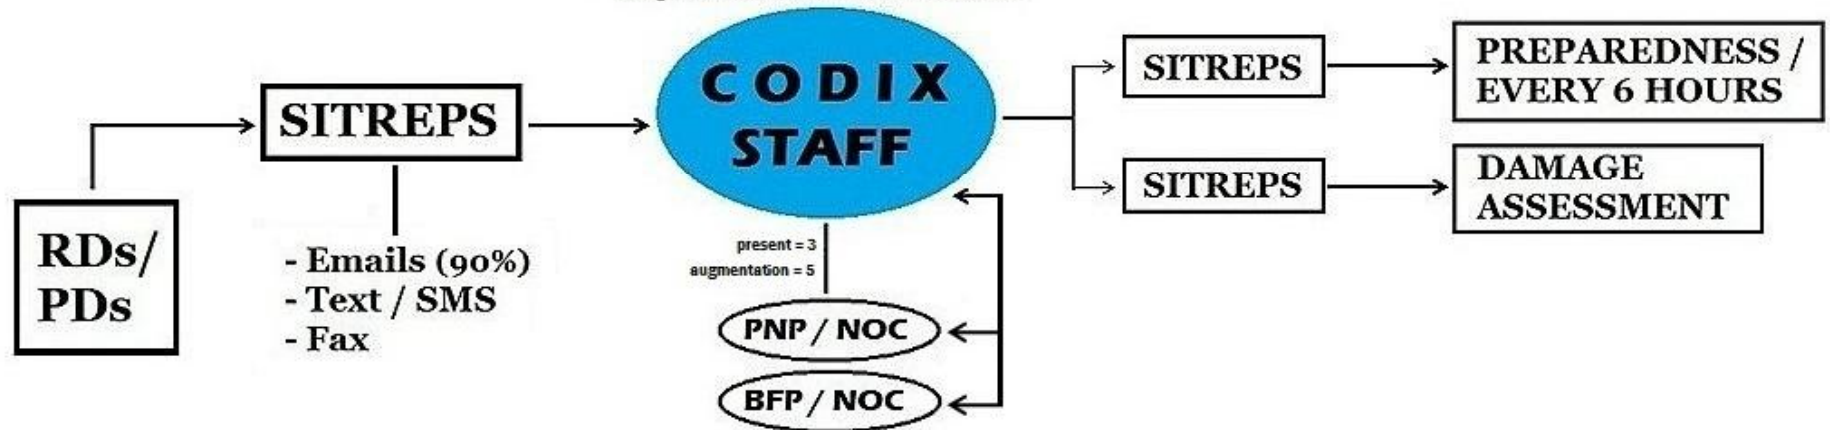 RDs/
PDs
SITREPS
- Emails (90%)
- Text / SMS
- Fax
CODIX
STAFF
present = 3
augmentation = 5
PNP / NOC
BFP / NOC
SITREPS
PREPAREDNESS /
EVERY 6 HOURS
SITREPS
DAMAGE
ASSESSMENT